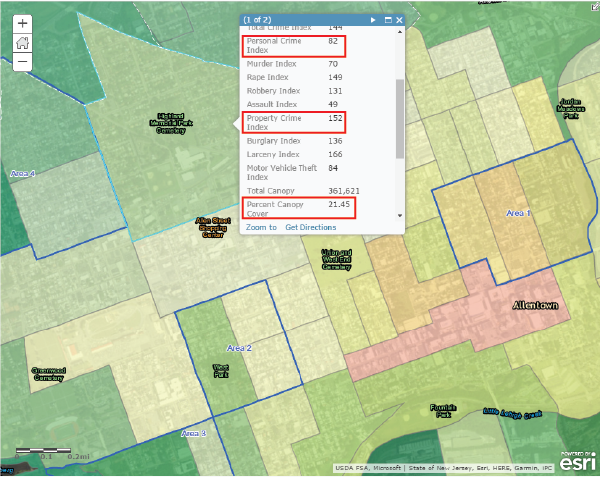 (1 of 2)
Total Crime Index 144
Personal Crime 82
Index
Murder Index 70
Rape Index 149
Robbery Index 131
Assault Index 49
Property Crime 152
Index
Burglary Index 136
Larceny Index 166
Motor Vehicle Theft 84
Index
Total Canopy 361,621
Percent Canopy 21.45
Cover
Zoom to Get Directions
+
−
Highland
Memorial Park
Cemetery
Jordan
Meadows
Park
Area 4
Area 1
Allen Street
Shopping
Center
Union and
West End
Cemetery
Allentown
Area 2
West
Park
Greenwood
Cemetery
Fountain
Park
Little Lehigh Creek
Area 3
0 0.1 0.2mi
USDA FSA, Microsoft | State of New Jersey, Esri, HERE, Garmin, IPC
POWERED BY
esri